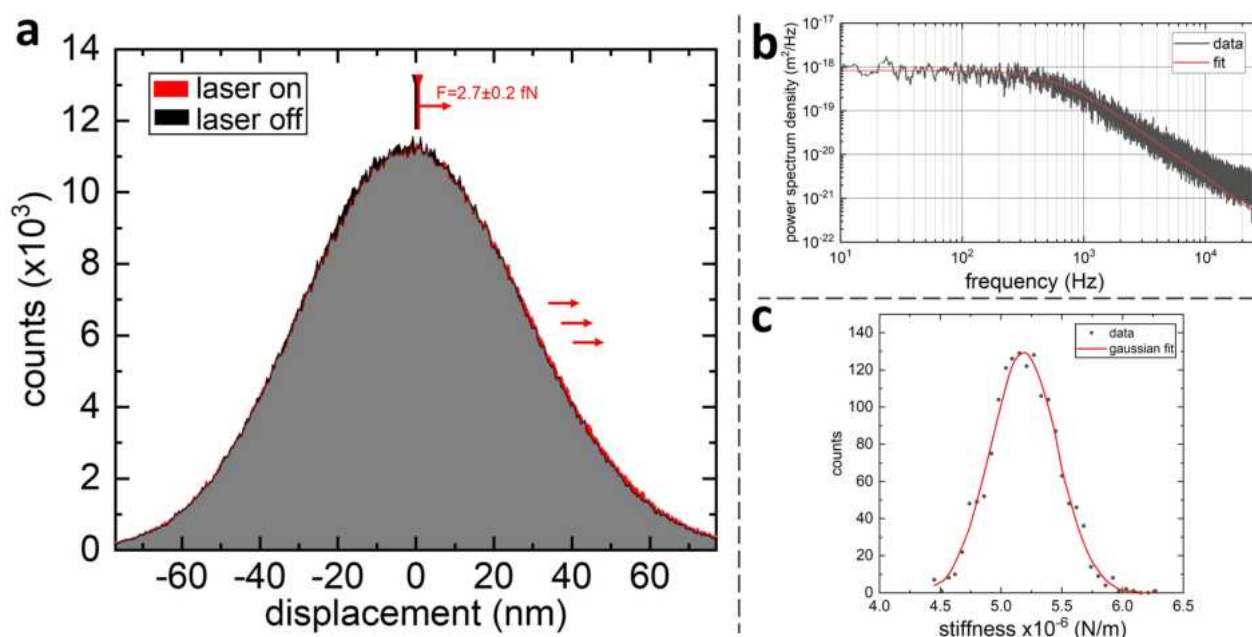 a
counts (x10³)
14
12
10
8
6
4
2
0
laser on
laser off
F=2.7±0.2 fN
-60 -40 -20 0 20 40 60
displacement (nm)
b
power spectrum density (m²/Hz)
10⁻¹⁷
10⁻¹⁸
10⁻¹⁹
10⁻²⁰
10⁻²¹
10⁻²²
data
fit
10¹ 10² 10³ 10⁴
frequency (Hz)
c
counts
140
120
100
80
60
40
20
0
data
gaussian fit
4.0 4.5 5.0 5.5 6.0 6.5
stiffness x10⁻⁶ (N/m)